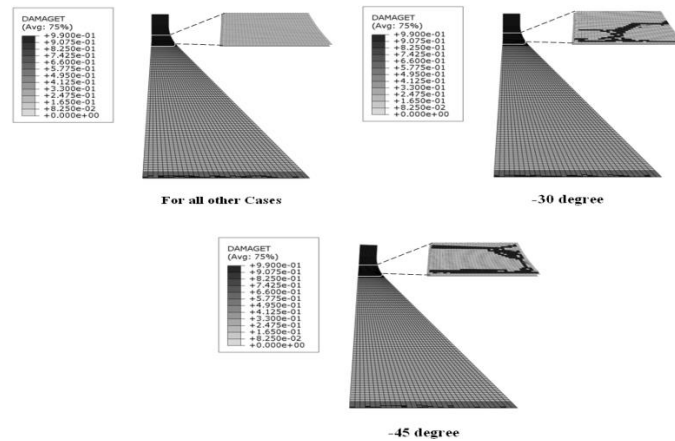 DAMAGET
(Avg: 75%)
+9.900e-01
+9.075e-01
+8.250e-01
+7.425e-01
+6.600e-01
+5.775e-01
+4.950e-01
+4.125e-01
+3.300e-01
+2.475e-01
+1.650e-01
+8.250e-02
+0.000e+00
For all other Cases
DAMAGET
(Avg: 75%)
+9.900e-01
+9.075e-01
+8.250e-01
+7.425e-01
+6.600e-01
+5.775e-01
+4.950e-01
+4.125e-01
+3.300e-01
+2.475e-01
+1.650e-01
+8.250e-02
+0.000e+00
-30 degree
DAMAGET
(Avg: 75%)
+9.900e-01
+9.075e-01
+8.250e-01
+7.425e-01
+6.600e-01
+5.775e-01
+4.950e-01
+4.125e-01
+3.300e-01
+2.475e-01
+1.650e-01
+8.250e-02
+0.000e+00
-45 degree